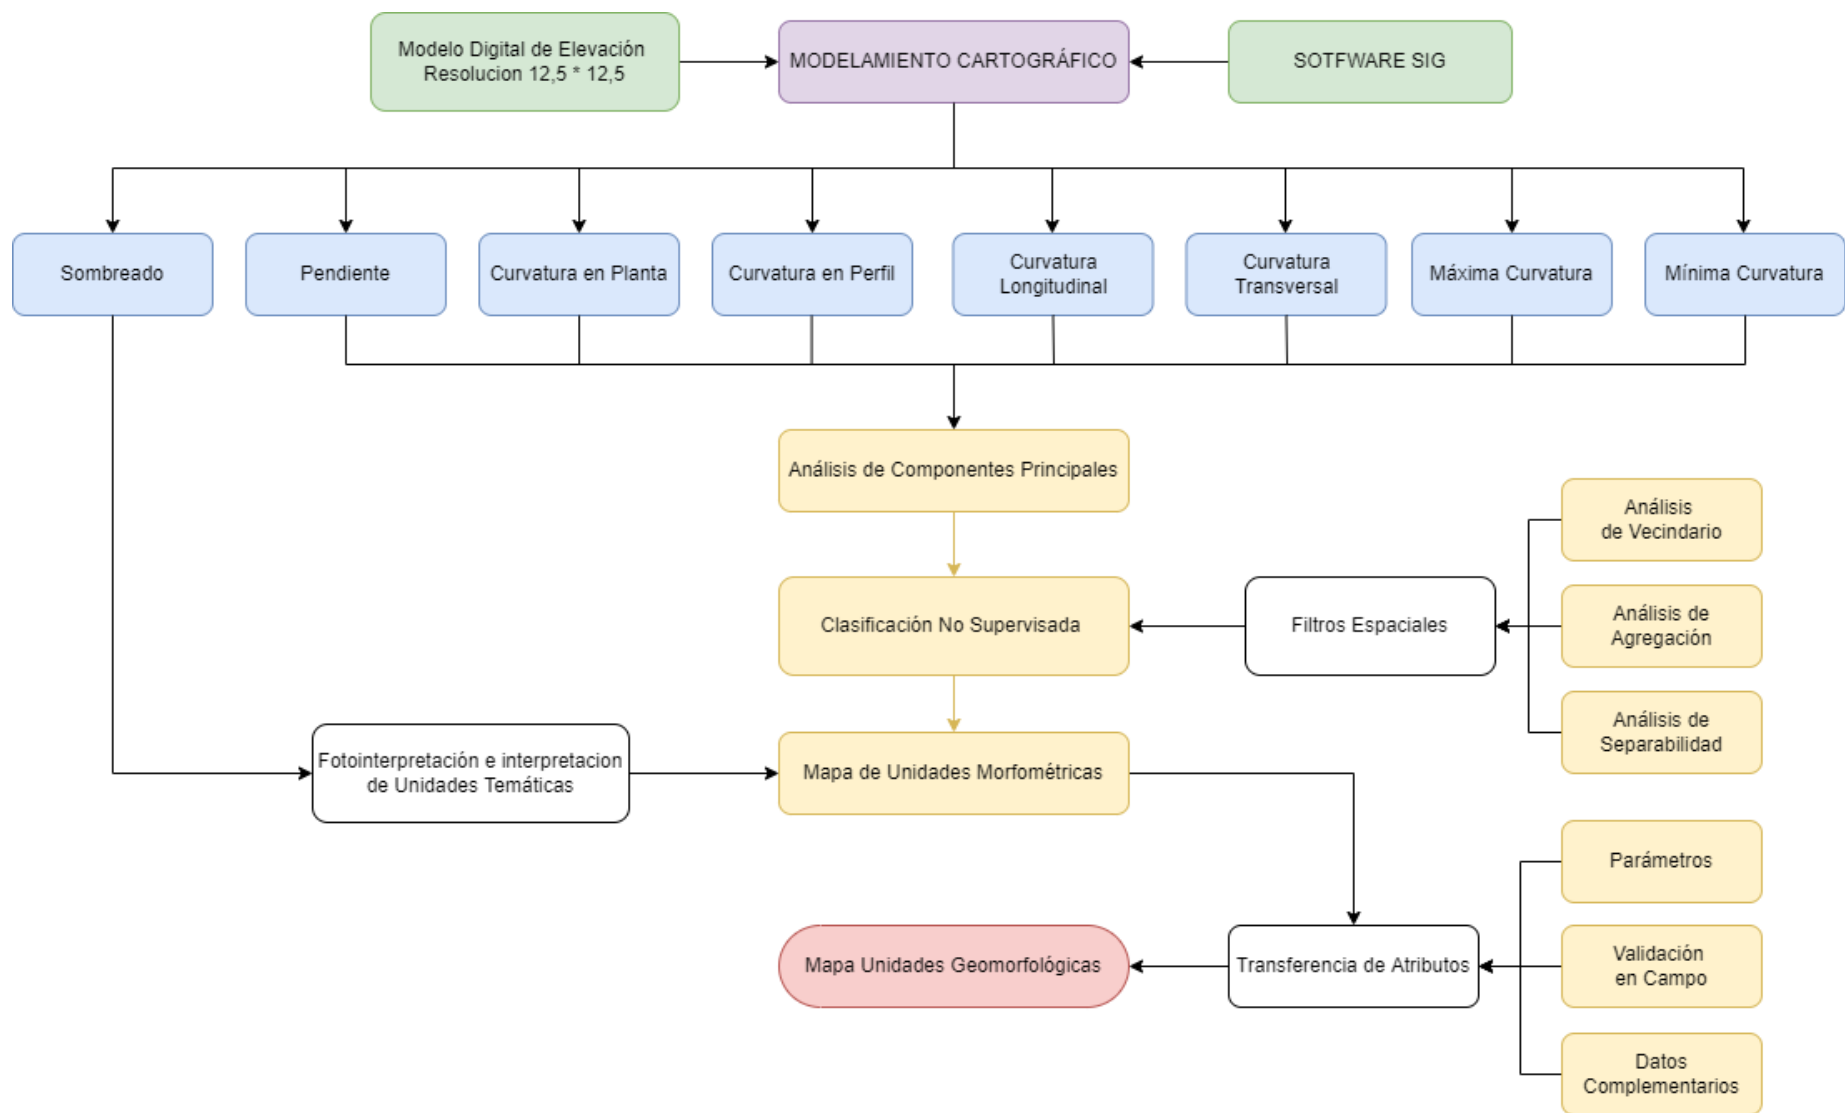 Modelo Digital de Elevación
Resolucion 12,5 * 12,5
MODELAMIENTO CARTOGRÁFICO
SOTFWARE SIG
Sombreado
Pendiente
Curvatura en Planta
Curvatura en Perfil
Curvatura
Longitudinal
Curvatura
Transversal
Máxima Curvatura
Mínima Curvatura
Análisis de Componentes Principales
Análisis
de Vecindario
Clasificación No Supervisada
Filtros Espaciales
Análisis de
Agregación
Análisis de
Separabilidad
Fotointerpretación e interpretacion
de Unidades Temáticas
Mapa de Unidades Morfométricas
Parámetros
Mapa Unidades Geomorfológicas
Transferencia de Atributos
Validación
en Campo
Datos
Complementarios